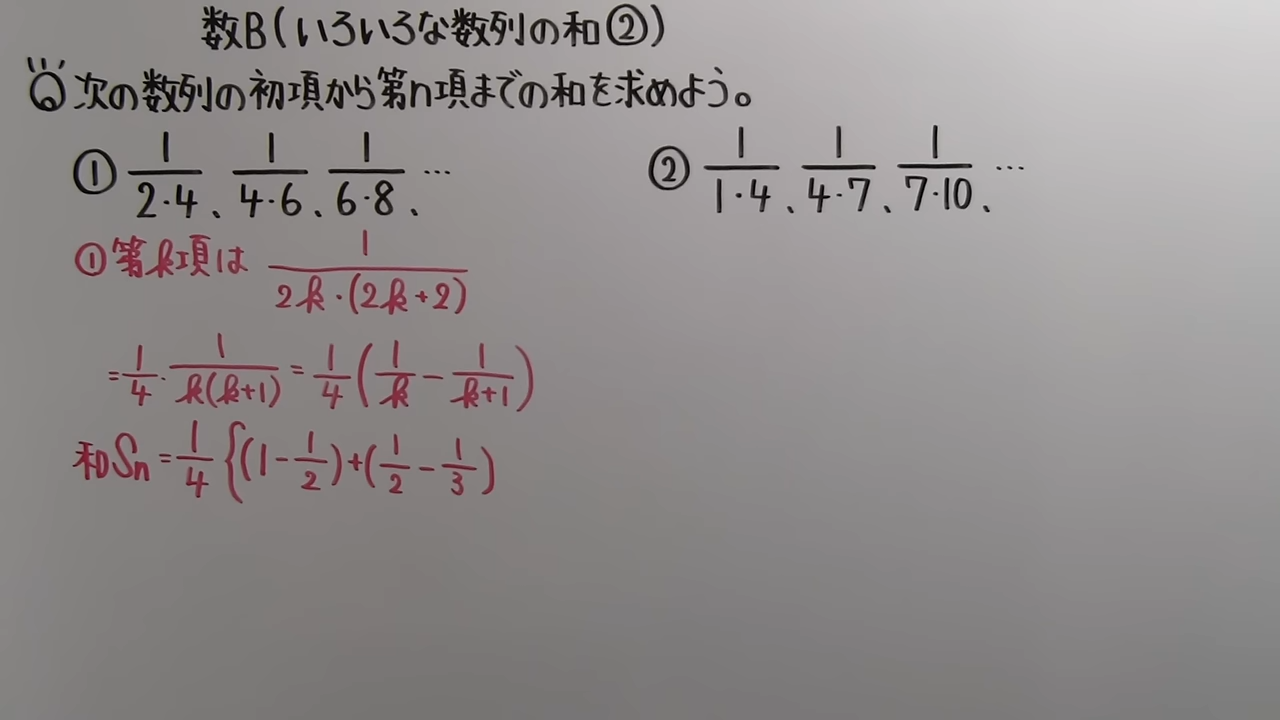 数B(いろいろな数列の和②)
Q 次の数列の初項から第n項までの和を求めよう。
① 1/(2・4)、1/(4・6)、1/(6・8)、…
② 1/(1・4)、1/(4・7)、1/(7・10)、…
①第k項は 1/(2k・(2k+2))
=1/4・1/(k(k+1))=1/4(1/k-1/(k+1))
和Sn=1/4{(1-1/2)+(1/2-1/3)